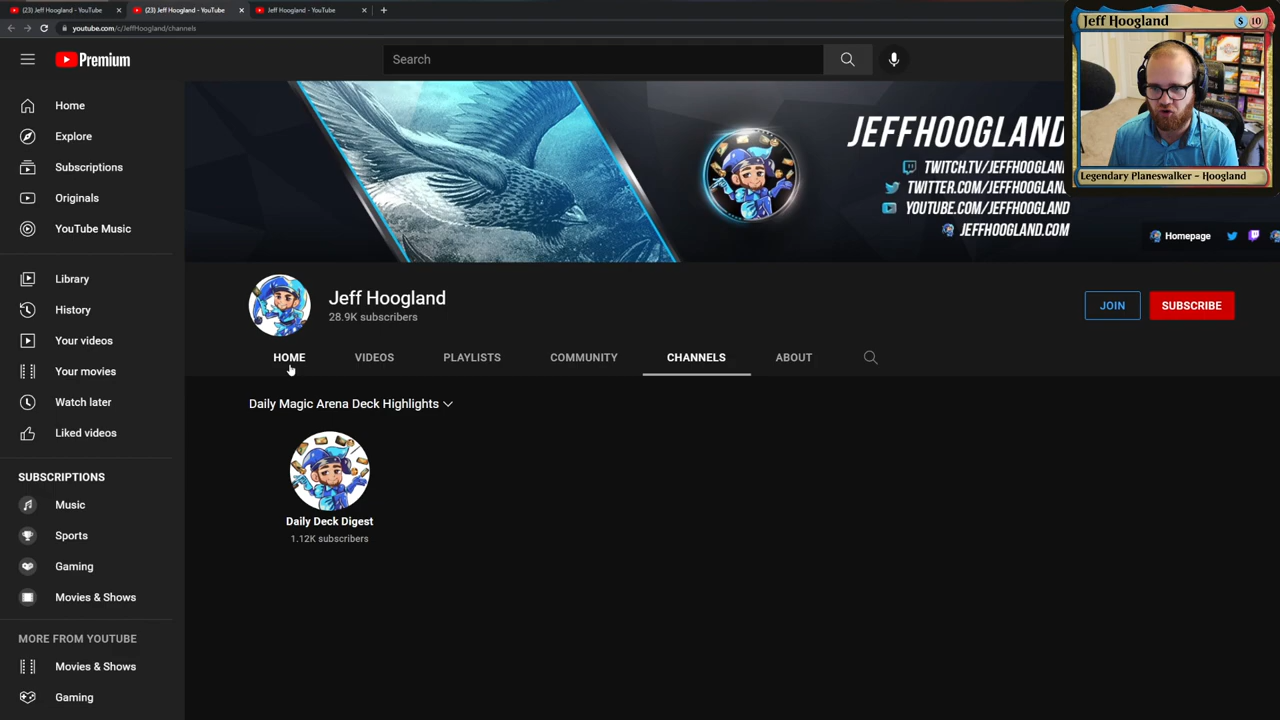 (23) Jeff Hoogland - YouTube
(23) Jeff Hoogland - YouTube
Jeff Hoogland - YouTube
youtube.com/c/JeffHoogland/channels
Premium
Search
Jeff Hoogland
$ 10
Legendary Planeswalker - Hoogland
Home
Explore
Subscriptions
Originals
YouTube Music
Library
History
Your videos
Your movies
Watch later
Liked videos
SUBSCRIPTIONS
Music
Sports
Gaming
Movies & Shows
MORE FROM YOUTUBE
Movies & Shows
Gaming
JEFFHOOGLAND
TWITCH.TV/JEFFHOOGLAND
TWITTER.COM/JEFFHOOGLAND
YOUTUBE.COM/JEFFHOOGLAND
JEFFHOOGLAND.COM
Homepage
Jeff Hoogland
28.9K subscribers
JOIN
SUBSCRIBE
HOME
VIDEOS
PLAYLISTS
COMMUNITY
CHANNELS
ABOUT
Daily Magic Arena Deck Highlights
Daily Deck Digest
1.12K subscribers